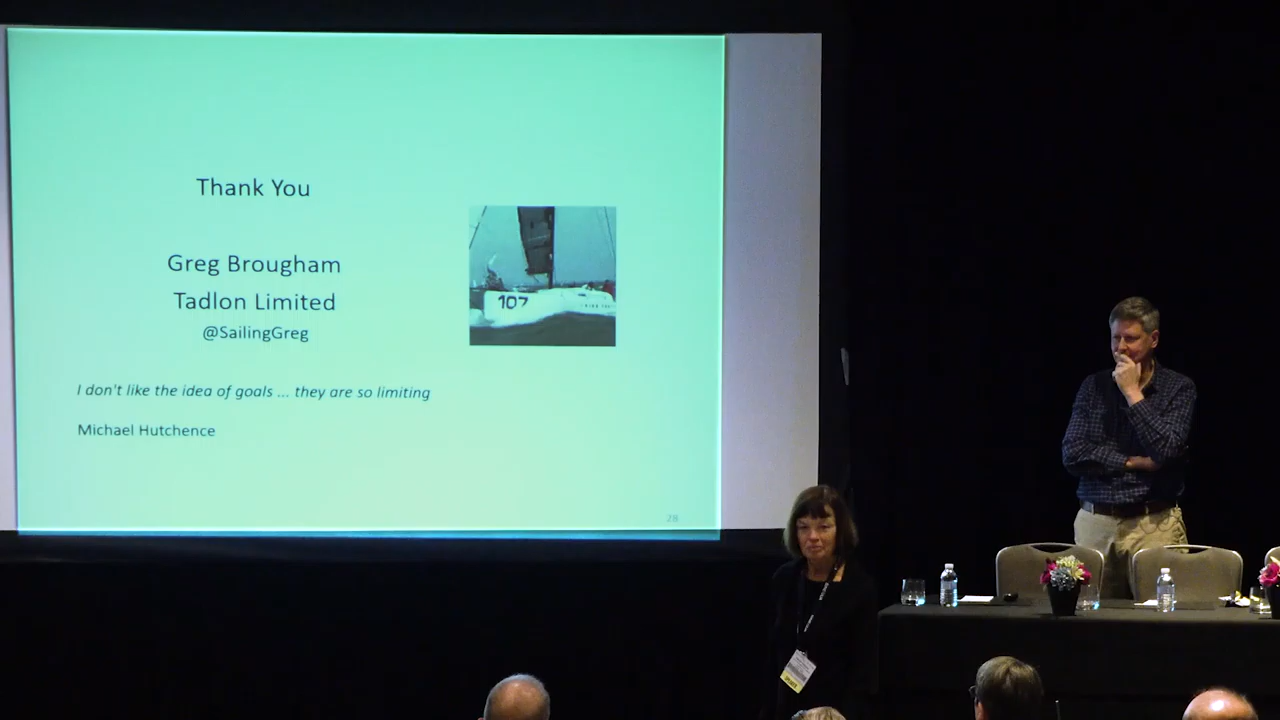 Thank You
Greg Brougham
Tadlon Limited
@SailingGreg
I don't like the idea of goals ... they are so limiting
Michael Hutchence
28
107